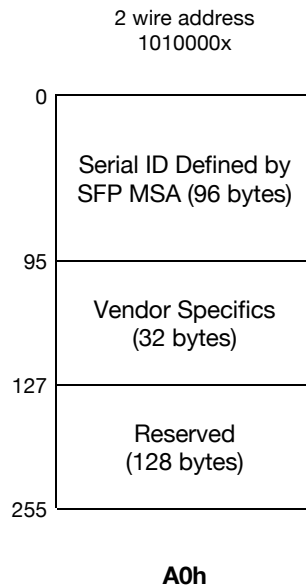 2 wire address
1010000x
0
Serial ID Defined by
SFP MSA (96 bytes)
95
Vendor Specifics
(32 bytes)
127
Reserved
(128 bytes)
255
A0h